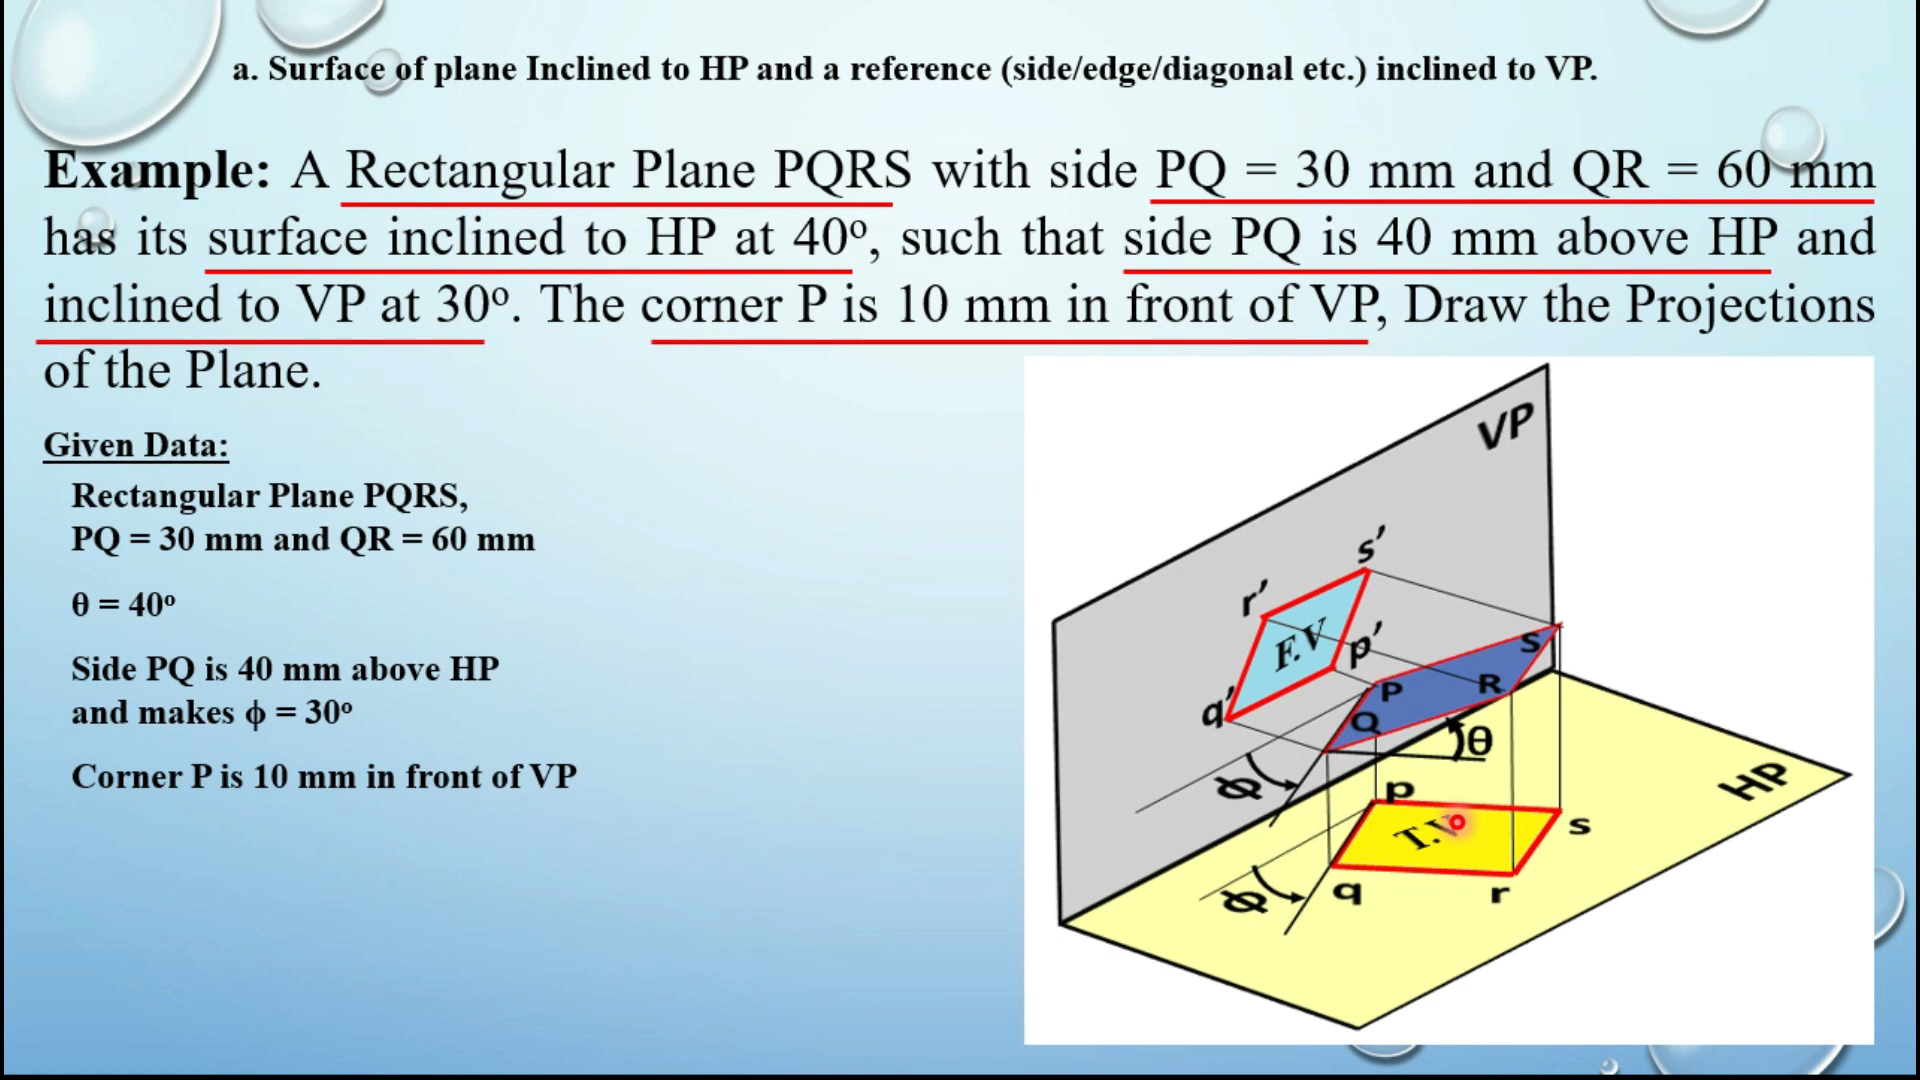 a. Surface of plane Inclined to HP and a reference (side/edge/diagonal etc.) inclined to VP.
Example: A Rectangular Plane PQRS with side PQ = 30 mm and QR = 60 mm
has its surface inclined to HP at 40º, such that side PQ is 40 mm above HP and
inclined to VP at 30º. The corner P is 10 mm in front of VP, Draw the Projections
of the Plane.
Given Data:
Rectangular Plane PQRS,
PQ = 30 mm and QR = 60 mm
θ = 40º
Side PQ is 40 mm above HP
and makes ϕ = 30º
Corner P is 10 mm in front of VP
VP
s'
r'
F.V
p'
S
P
R
q'
Q
θ
ϕ
HP
p
T.V
s
ϕ
q
r